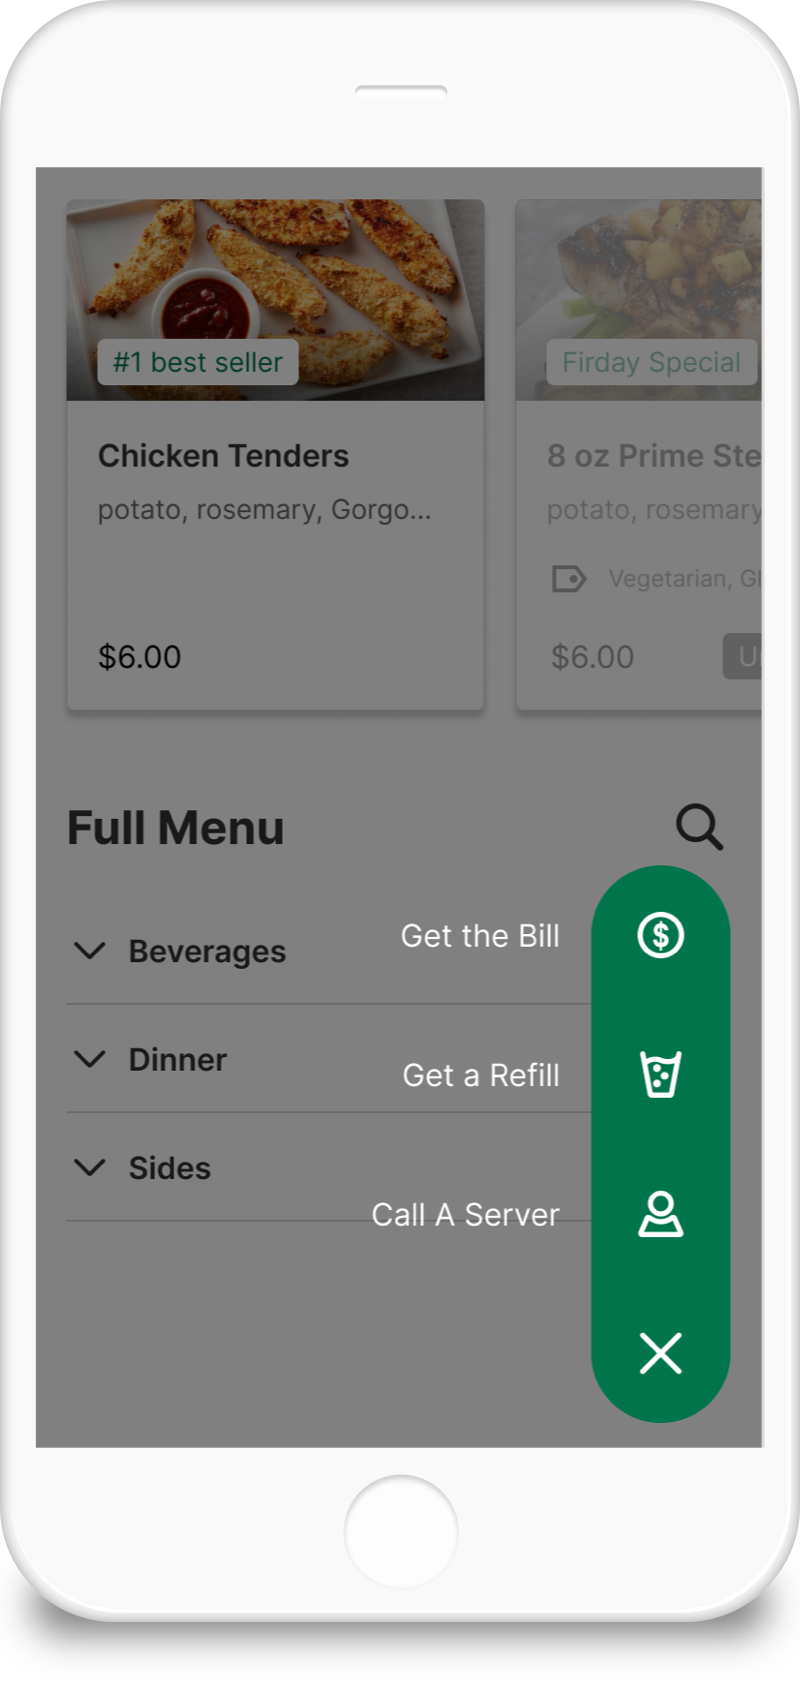 #1 best seller
Chicken Tenders
potato, rosemary, Gorgo...
$6.00
Firday Special
8 oz Prime Ste
potato, rosemary
Vegetarian, Gl
$6.00
Un
Full Menu
Beverages
Dinner
Sides
Get the Bill
Get a Refill
Call A Server